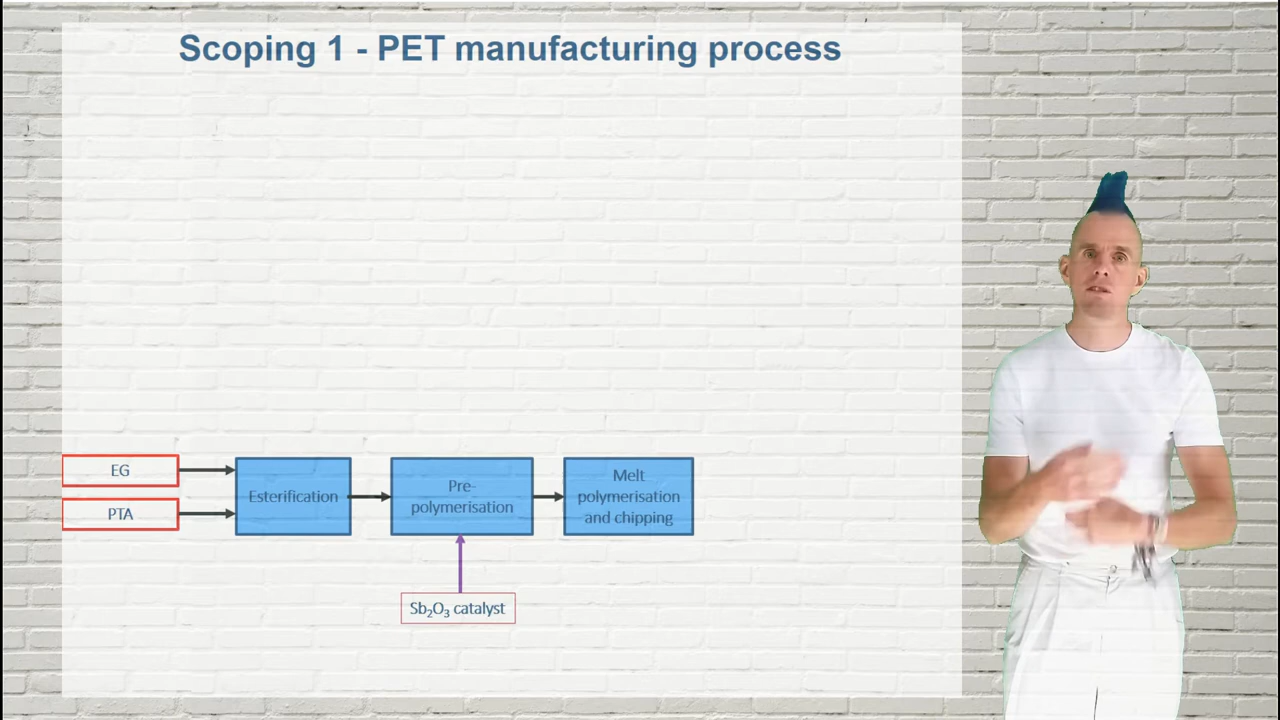 Scoping 1 - PET manufacturing process
EG
PTA
Esterification
Pre-
polymerisation
Melt
polymerisation
and chipping
Sb₂O₃ catalyst